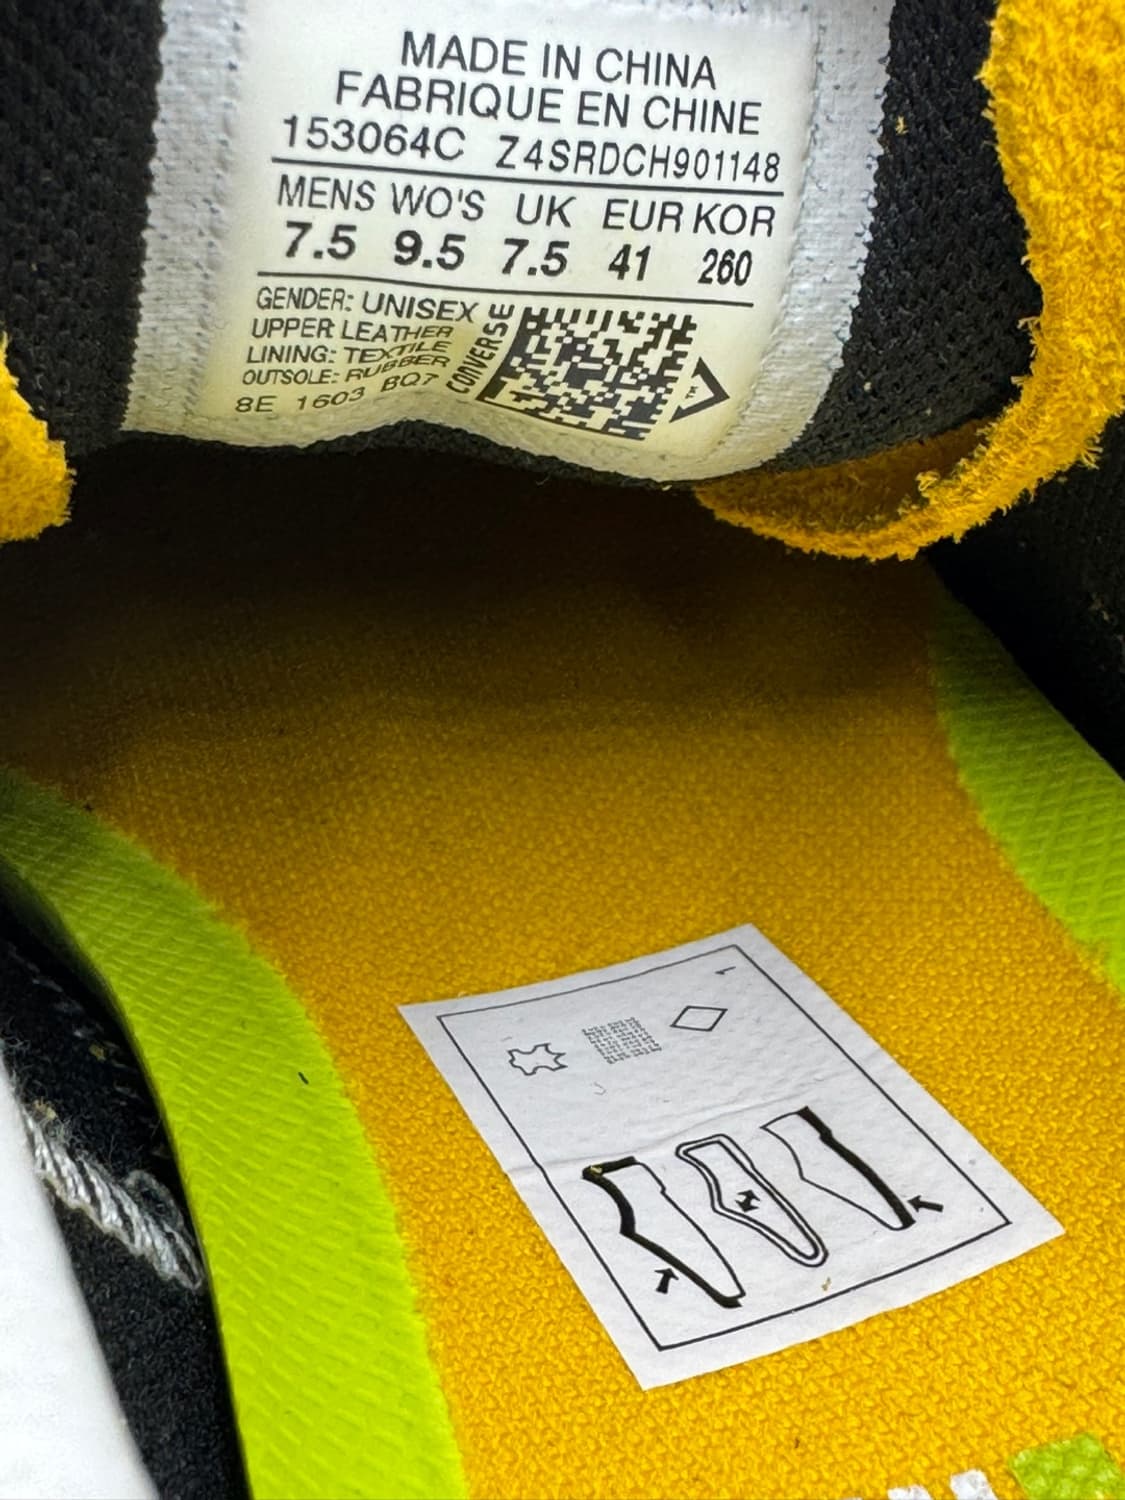 MADE IN CHINA
FABRIQUE EN CHINE
153064C Z4SRDCH901148
MENS WO'S UK EUR KOR
7.5 9.5 7.5 41 260
GENDER: UNISEX
UPPER LEATHER
LINING: TEXTILE
OUTSOLE: RUBBER
8E 1603 BQ7
CONVERSE
TM